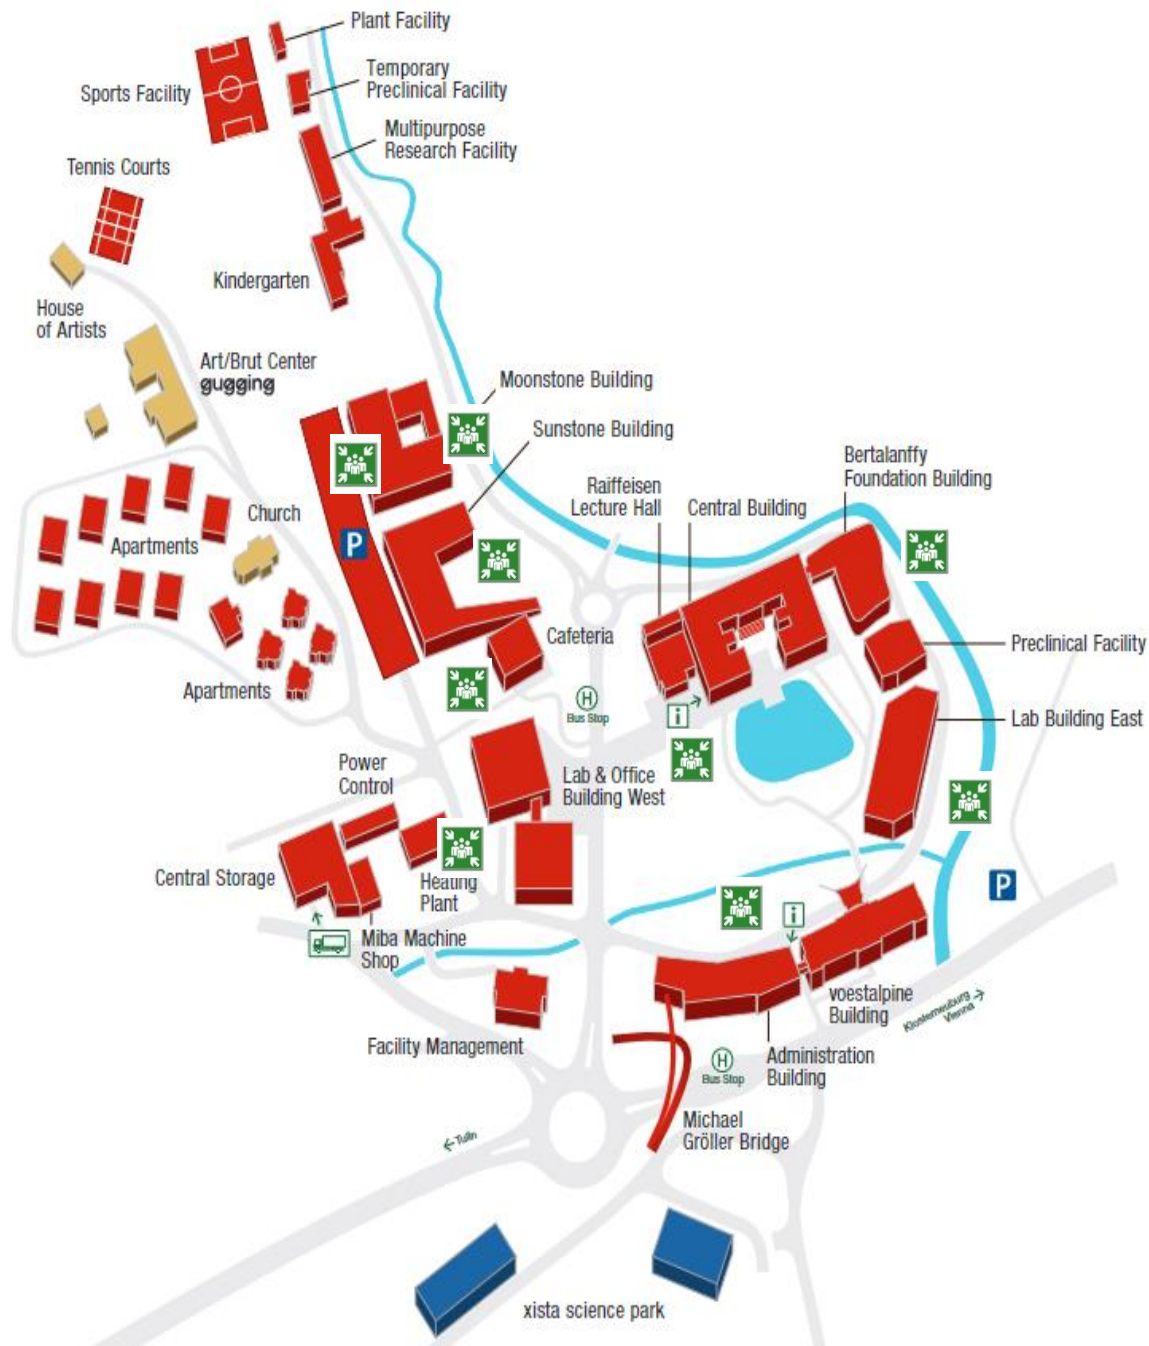 Plant Facility
Temporary
Preclinical Facility
Sports Facility
Multipurpose
Research Facility
Tennis Courts
Kindergarten
House
of Artists
Art/Brut Center
gugging
Moonstone Building
Sunstone Building
Bertalanffy
Foundation Building
Raiffeisen
Lecture Hall
Central Building
Church
Apartments
P
Cafeteria
Preclinical Facility
Apartments
H
Bus Stop
i
Lab Building East
Power
Control
Lab & Office
Building West
Central Storage
Heating
Plant
P
i
Miba Machine
Shop
voestalpine
Building
Klosterneuburg
Vienna
Facility Management
H
Bus Stop
Administration
Building
Michael
Gröller Bridge
Tulln
xista science park